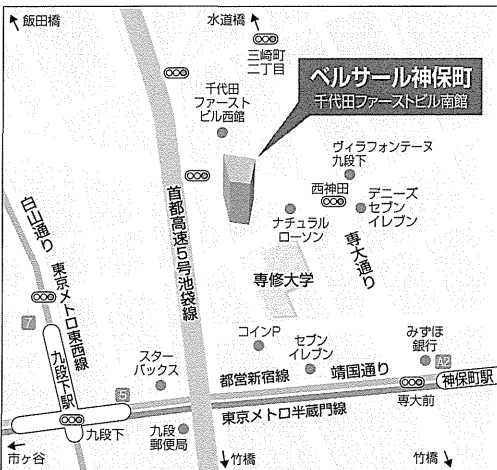 飯田橋
水道橋
三崎町
二丁目
ベルサール神保町
千代田ファーストビル南館
千代田
ファースト
ビル西館
ヴィラフォンテーヌ
九段下
西神田
デニーズ
セブン
イレブン
ナチュラル
ローソン
白山通り
首都高速5号池袋線
専大通り
専修大学
東京メトロ東西線
7
コインP
セブン
イレブン
みずほ
銀行
A2
スター
バックス
都営新宿線
靖国通り
神保町駅
九段下駅
5
専大前
東京メトロ半蔵門線
九段下
九段
郵便局
市ヶ谷
竹橋
竹橋